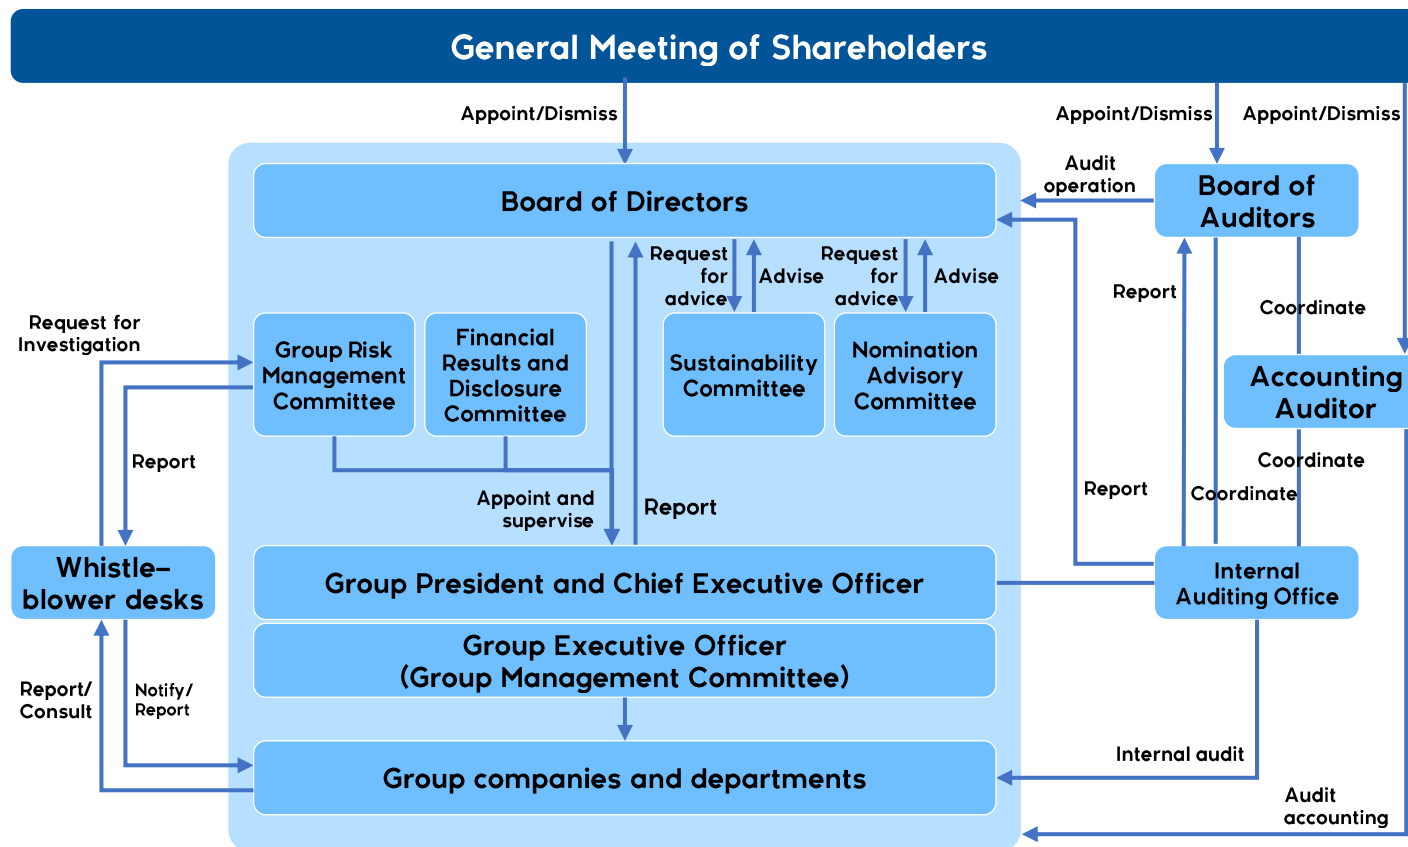 General Meeting of Shareholders
Appoint/Dismiss
Appoint/Dismiss
Appoint/Dismiss
Board of Directors
Audit
operation
Board of
Auditors
Request
for
advice
Advise
Request
for
advice
Advise
Report
Coordinate
Request for
Investigation
Group Risk
Management
Committee
Financial
Results and
Disclosure
Committee
Sustainability
Committee
Nomination
Advisory
Committee
Accounting
Auditor
Report
Coordinate
Appoint and
supervise
Report
Report
Coordinate
Whistle–
blower desks
Group President and Chief Executive Officer
Internal
Auditing Office
Group Executive Officer
(Group Management Committee)
Report/
Consult
Notify/
Report
Internal audit
Group companies and departments
Audit
accounting